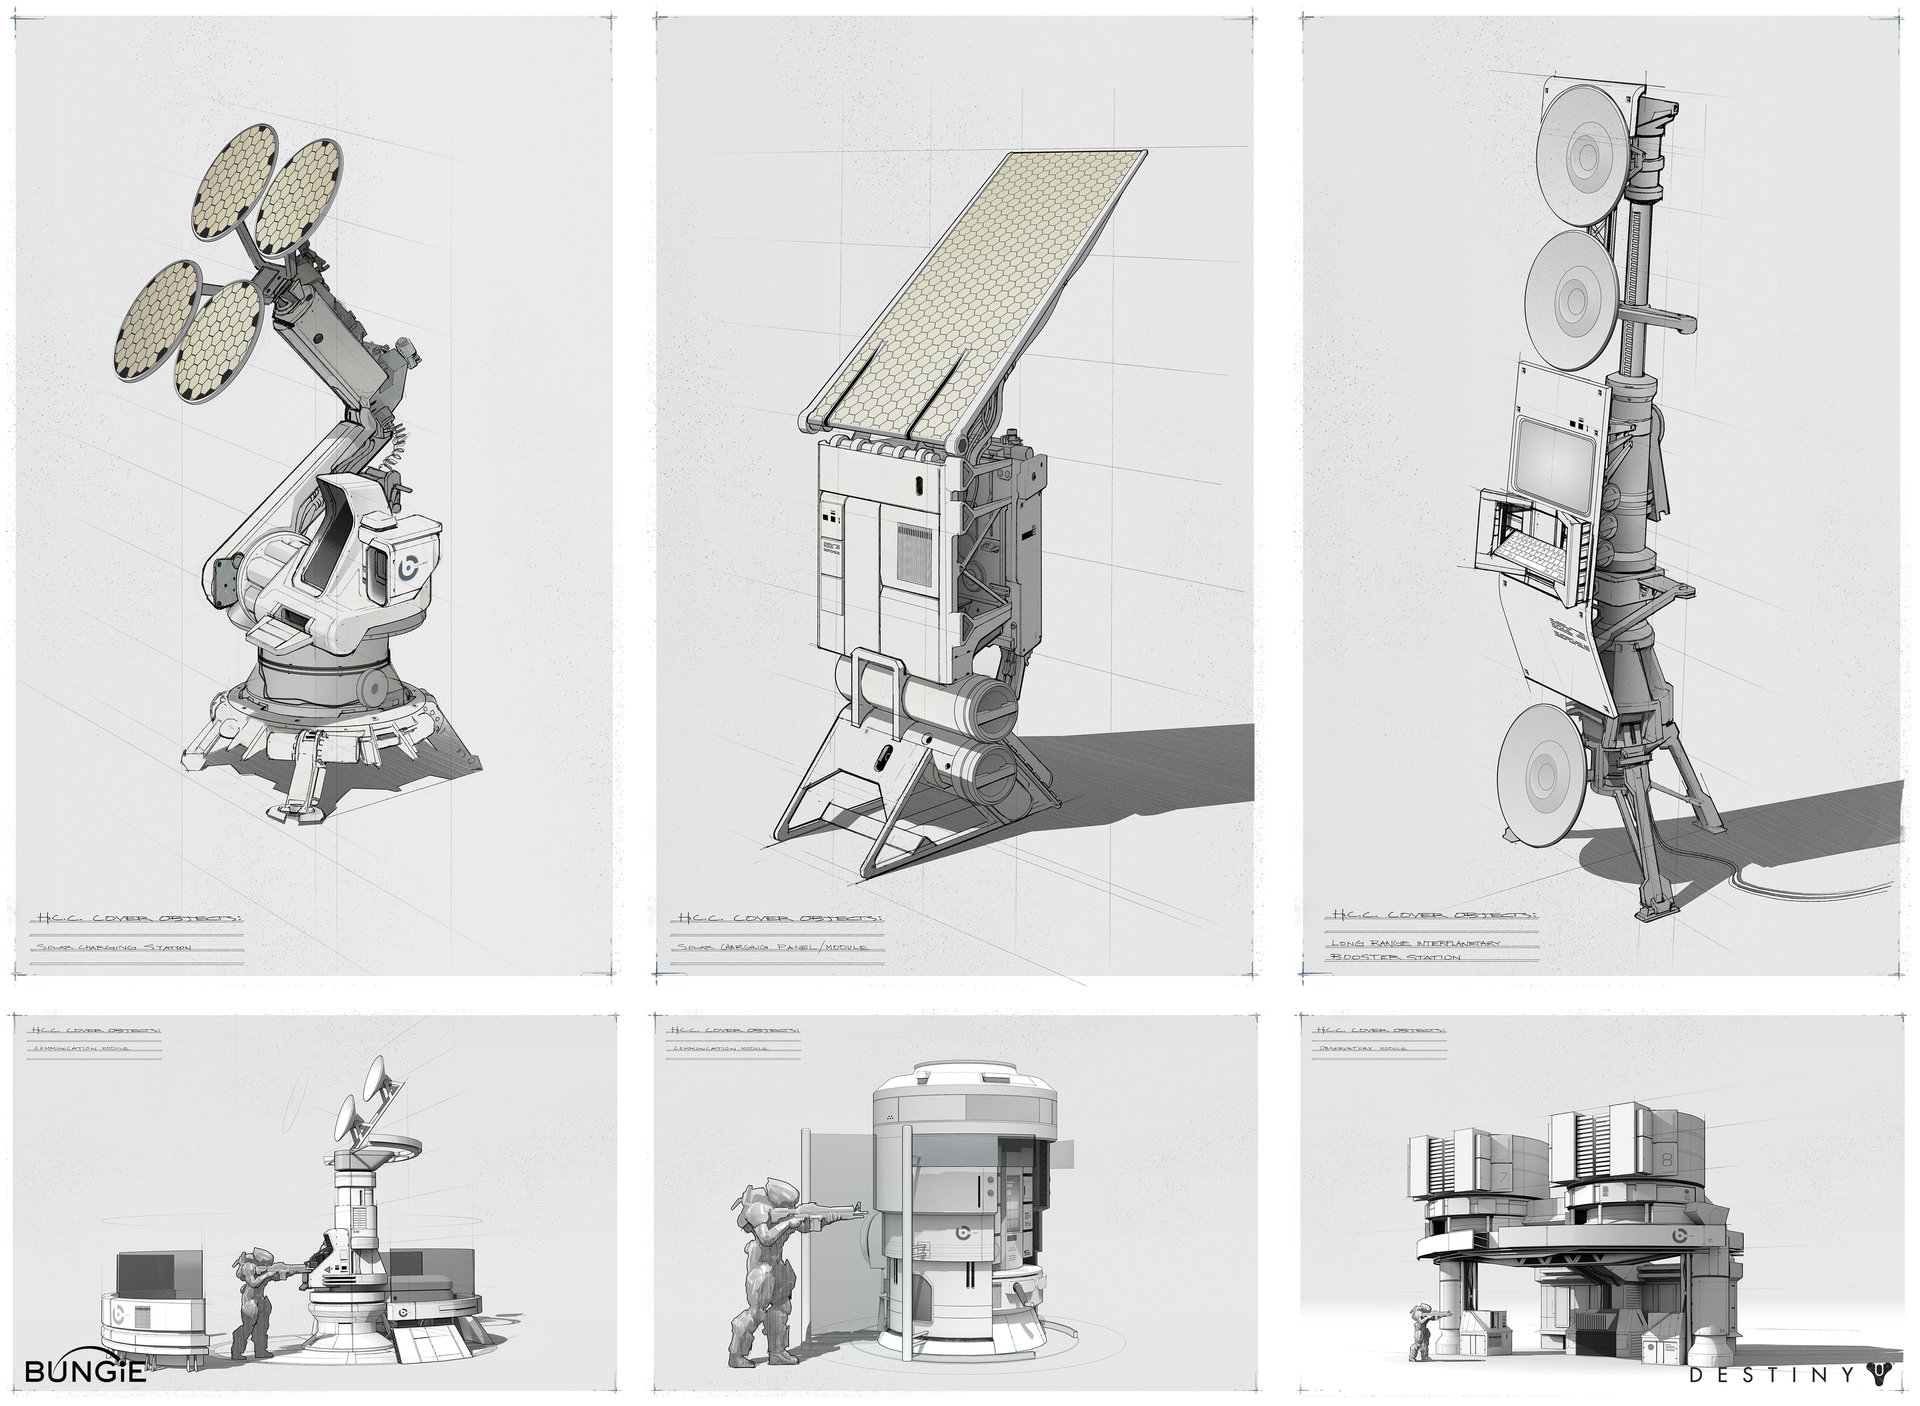 H.C.C. COVER OBJECTS:
SOLAR CHARGING STATION
H.C.C. COVER OBJECTS:
SOLAR CHARGING PANEL/MODULE
H.C.C. COVER OBJECTS:
LONG RANGE INTERPLANETARY
BOOSTER STATION
H.C.C. COVER OBJECTS:
COMMUNICATION MODULE
H.C.C. COVER OBJECTS:
COMMUNICATION MODULE
H.C.C. COVER OBJECTS:
OBSERVATORY MODULE
7
8
BUNGiE
DESTINY